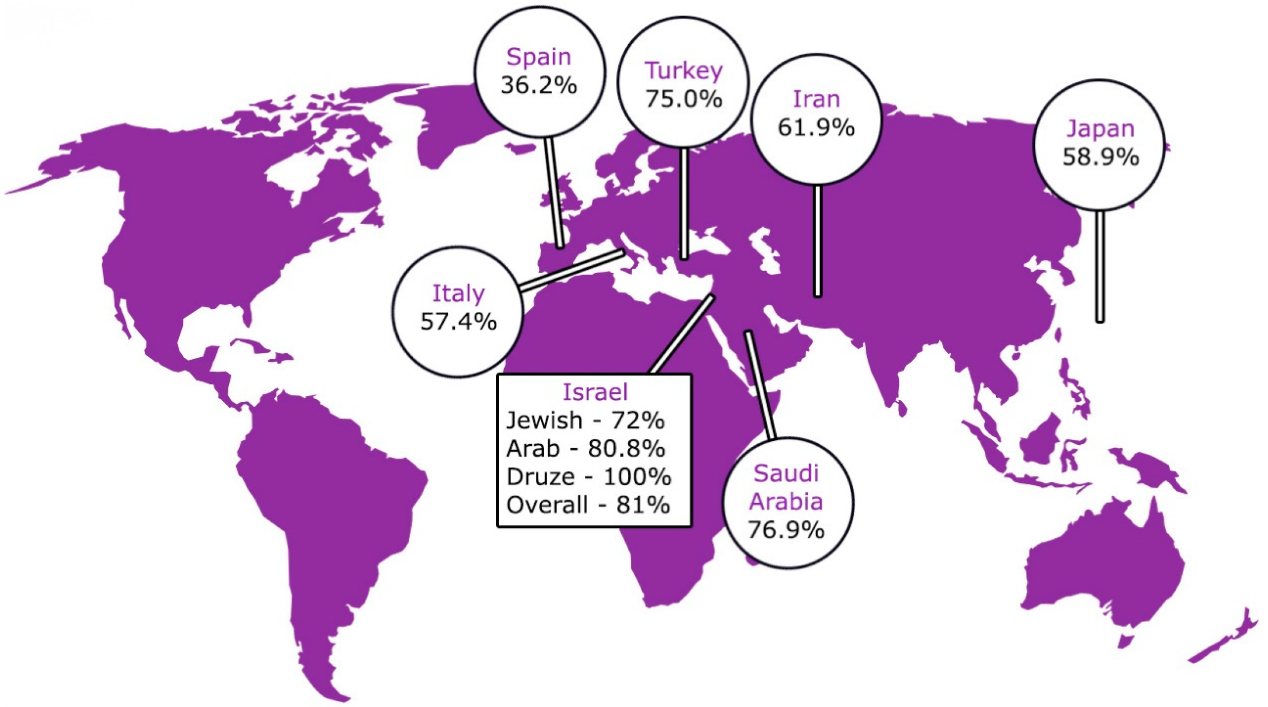 Spain
36.2%
Turkey
75.0%
Iran
61.9%
Japan
58.9%
Italy
57.4%
Israel
Jewish - 72%
Arab - 80.8%
Druze - 100%
Overall - 81%
Saudi
Arabia
76.9%